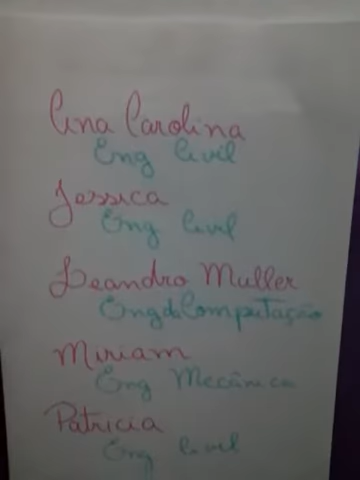 Ana Carolina
Eng Civil
Jessica
Eng Civil
Leandro Muller
Eng da Computação
Miriam
Eng Mecânica
Patricia
Eng Civil